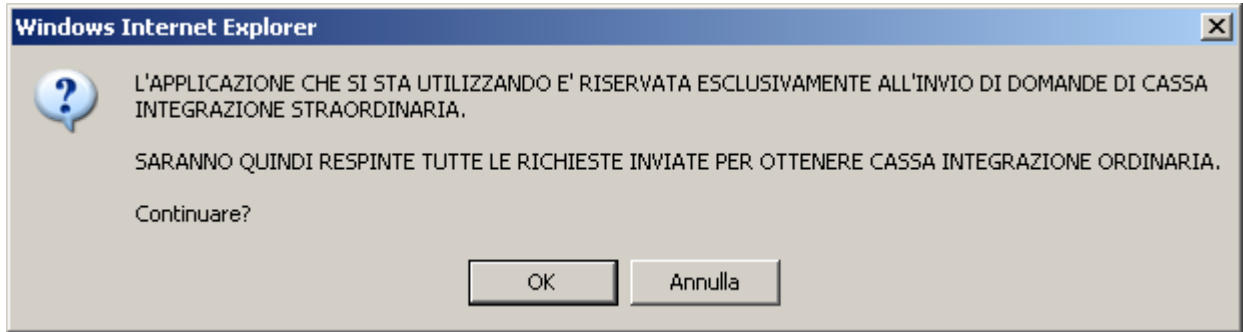 Windows Internet Explorer
L'APPLICAZIONE CHE SI STA UTILIZZANDO E' RISERVATA ESCLUSIVAMENTE ALL'INVIO DI DOMANDE DI CASSA
INTEGRAZIONE STRAORDINARIA.
SARANNO QUINDI RESPINTE TUTTE LE RICHIESTE INVIATE PER OTTENERE CASSA INTEGRAZIONE ORDINARIA.
Continuare?
OK
Annulla